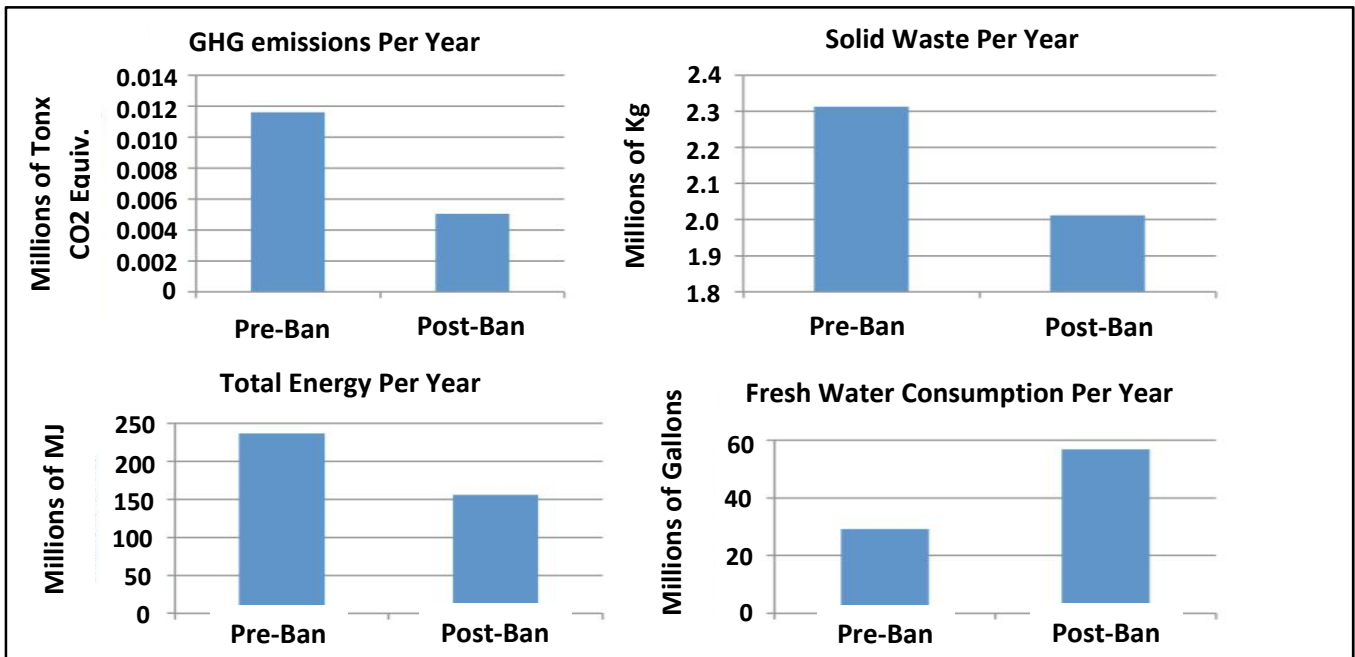 GHG emissions Per Year
Millions of Tonx
CO2 Equiv.
0.014
0.012
0.010
0.008
0.006
0.004
0.002
0
Pre-Ban
Post-Ban
Solid Waste Per Year
Millions of Kg
2.4
2.3
2.2
2.1
2.0
1.9
1.8
Pre-Ban
Post-Ban
Total Energy Per Year
Millions of MJ
250
200
150
100
50
0
Pre-Ban
Post-Ban
Fresh Water Consumption Per Year
Millions of Gallons
60
40
20
0
Pre-Ban
Post-Ban